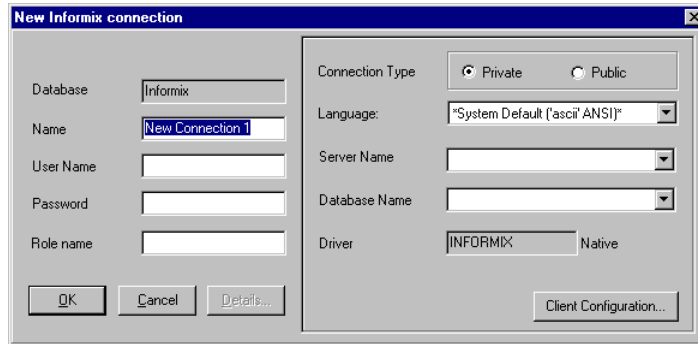 New Informix connection
Database
Informix
Name
New Connection 1
User Name
Password
Role name
OK
Cancel
Details...
Connection Type
Private
Public
Language:
*System Default ('ascii' ANSI)*
Server Name
Database Name
Driver
INFORMIX
Native
Client Configuration...